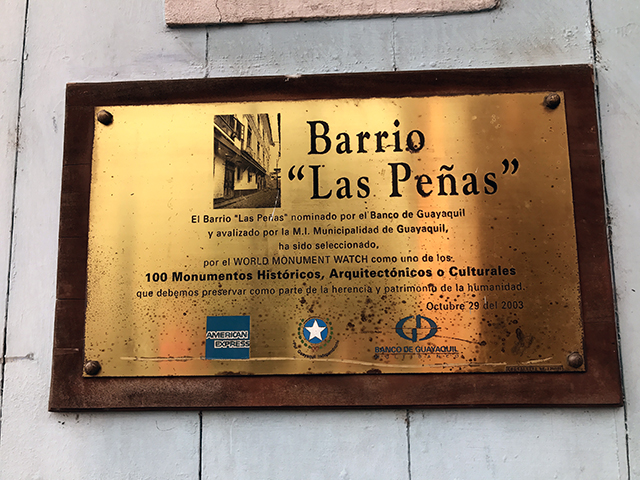 Barrio
“Las Peñas”
El Barrio "Las Peñas" nominado por el Banco de Guayaquil
y avalizado por la M.I. Municipalidad de Guayaquil,
ha sido seleccionado,
por el WORLD MONUMENT WATCH como uno de los
100 Monumentos Históricos, Arquitectónicos o Culturales
que debemos preservar como parte de la herencia y patrimonio de la humanidad.
Octubre 29 del 2003
AMERICAN
EXPRESS
BANCO DE GUAYAQUIL